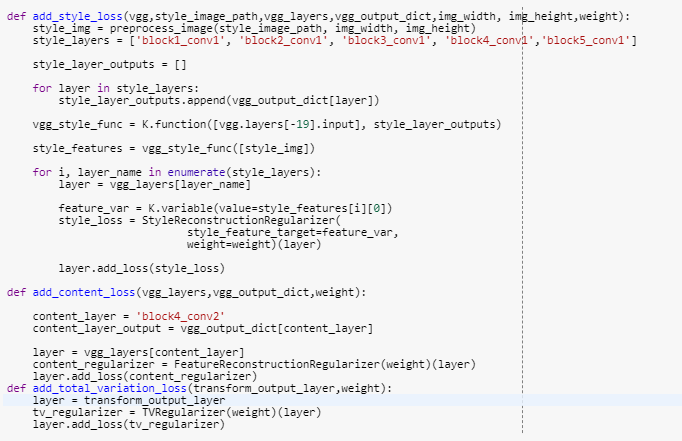 def add_style_loss(vgg,style_image_path,vgg_layers,vgg_output_dict,img_width, img_height,weight):
    style_img = preprocess_image(style_image_path, img_width, img_height)
    style_layers = ['block1_conv1', 'block2_conv1', 'block3_conv1', 'block4_conv1','block5_conv1']

    style_layer_outputs = []

    for layer in style_layers:
        style_layer_outputs.append(vgg_output_dict[layer])

    vgg_style_func = K.function([vgg.layers[-19].input], style_layer_outputs)

    style_features = vgg_style_func([style_img])

    for i, layer_name in enumerate(style_layers):
        layer = vgg_layers[layer_name]

        feature_var = K.variable(value=style_features[i][0])
        style_loss = StyleReconstructionRegularizer(
                            style_feature_target=feature_var,
                            weight=weight)(layer)

        layer.add_loss(style_loss)

def add_content_loss(vgg_layers,vgg_output_dict,weight):

    content_layer = 'block4_conv2'
    content_layer_output = vgg_output_dict[content_layer]

    layer = vgg_layers[content_layer]
    content_regularizer = FeatureReconstructionRegularizer(weight)(layer)
    layer.add_loss(content_regularizer)
def add_total_variation_loss(transform_output_layer,weight):
    layer = transform_output_layer
    tv_regularizer = TVRegularizer(weight)(layer)
    layer.add_loss(tv_regularizer)